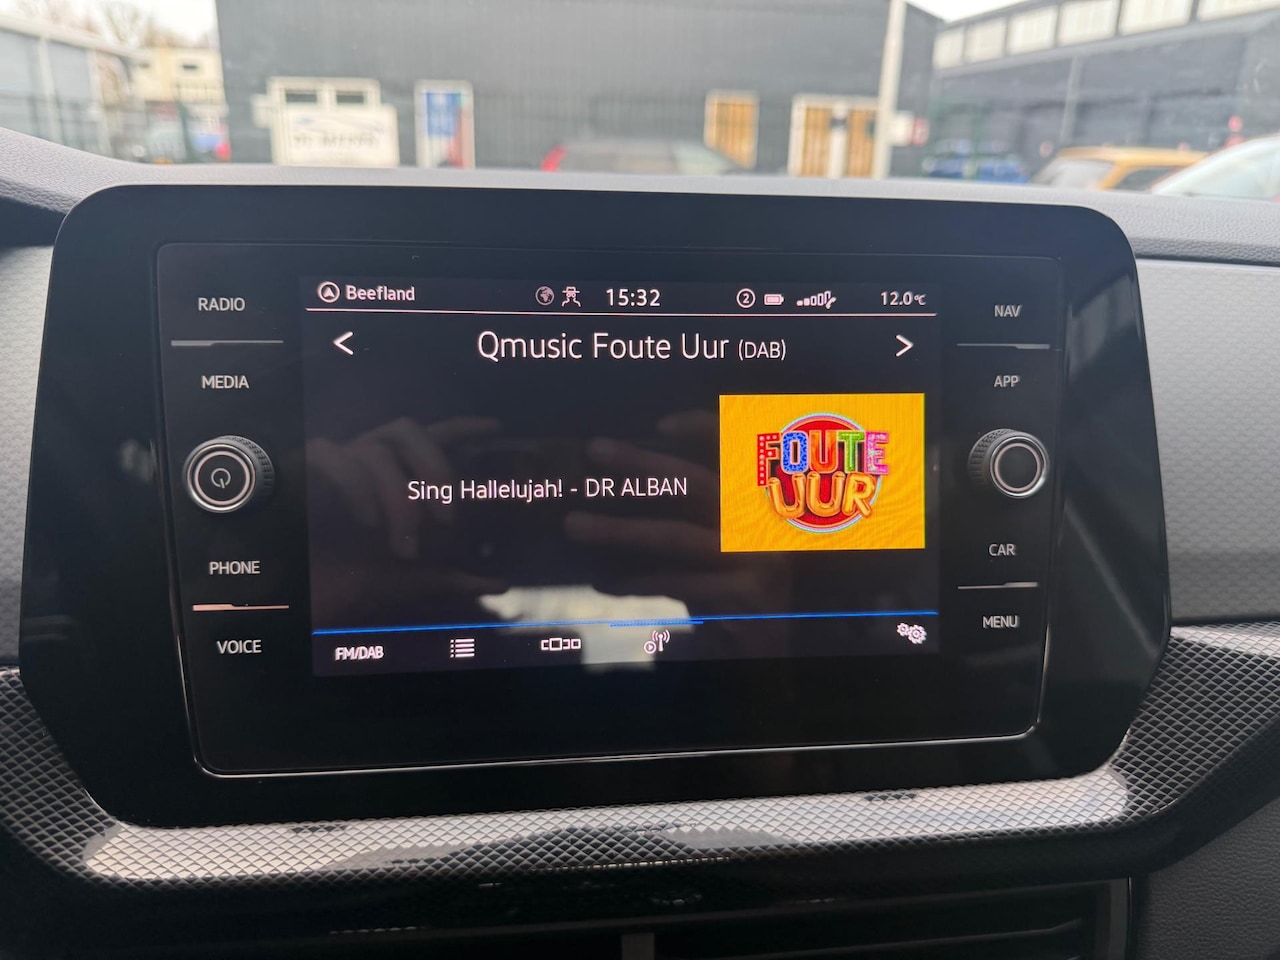 Beefland
15:32
2
12.0°C
RADIO
MEDIA
PHONE
VOICE
<
Qmusic Foute Uur (DAB)
>
Sing Hallelujah! - DR ALBAN
FOUTE
UUR
FM/DAB
NAV
APP
CAR
MENU